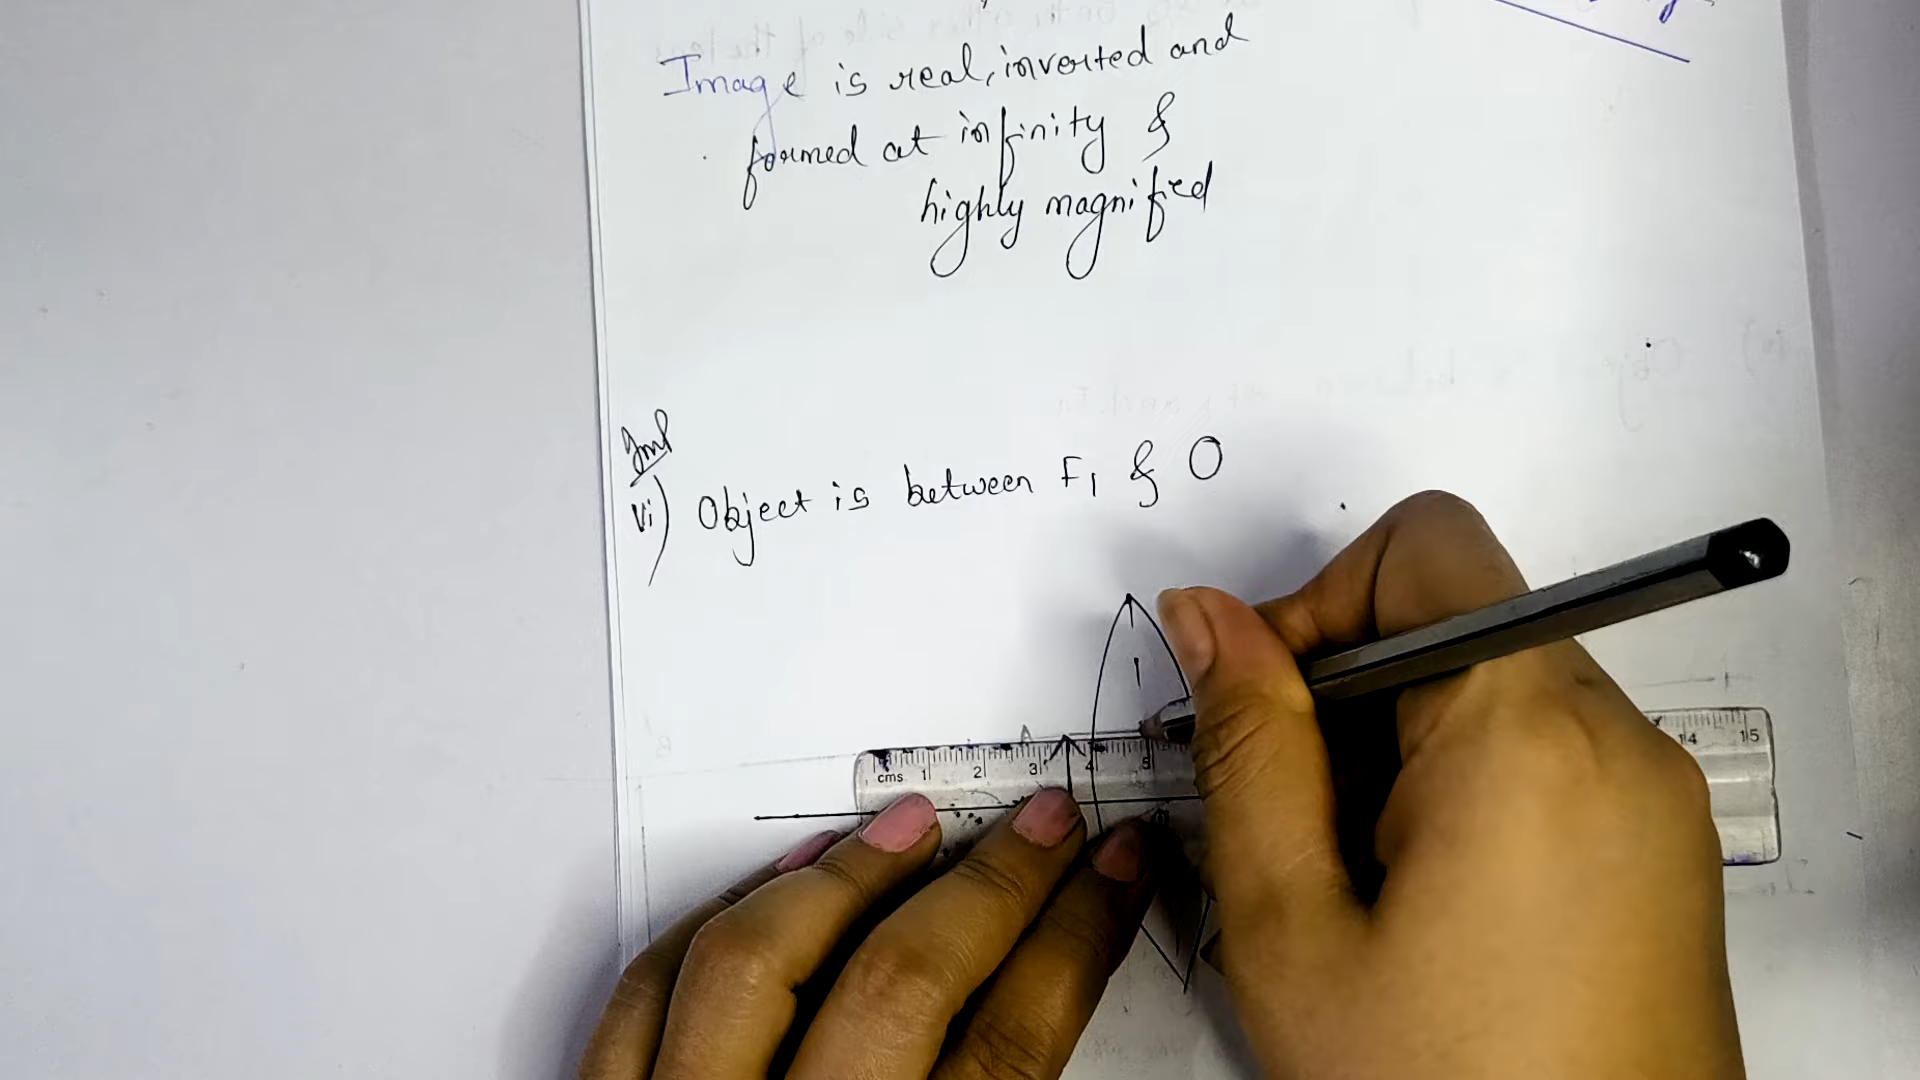 Image is real, inverted and
formed at infinity &
highly magnified
Imp
vi) Object is between F1 & O
A
cms 1 2 3 4 5 14 15